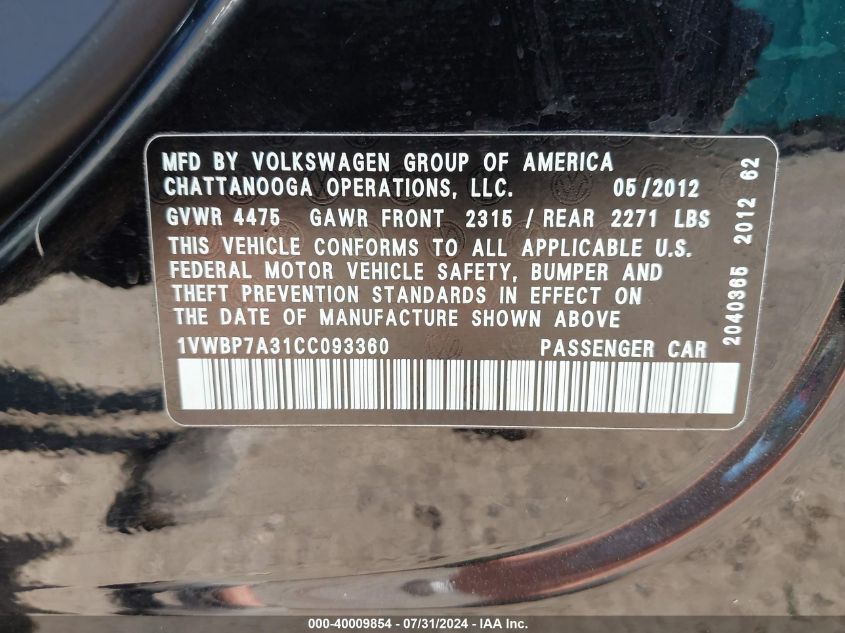 MFD BY VOLKSWAGEN GROUP OF AMERICA
CHATTANOOGA OPERATIONS, LLC. 05/2012
GVWR 4475 GAWR FRONT 2315 / REAR 2271 LBS
THIS VEHICLE CONFORMS TO ALL APPLICABLE U.S.
FEDERAL MOTOR VEHICLE SAFETY, BUMPER AND
THEFT PREVENTION STANDARDS IN EFFECT ON
THE DATE OF MANUFACTURE SHOWN ABOVE
1VWBP7A31CC093360 PASSENGER CAR
2040365 2012 62
000-40009854 - 07/31/2024 - IAA Inc.